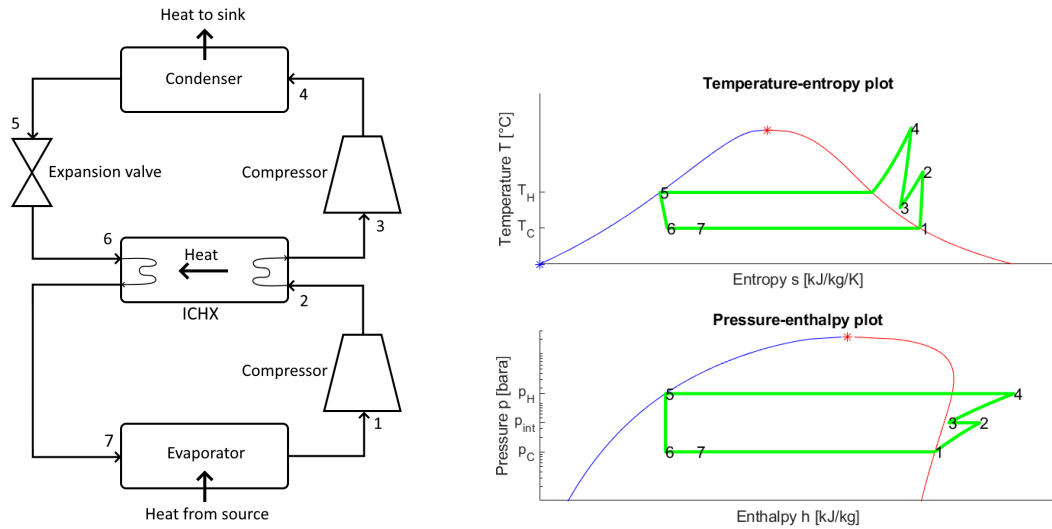 Heat to sink
Condenser
4
5
Expansion valve
Compressor
3
6
Heat
2
ICHX
Compressor
1
7
Evaporator
Heat from source
Temperature-entropy plot
Temperature T [°C]
T_H
T_C
4
2
5
3
6 7
1
Entropy s [kJ/kg/K]
Pressure-enthalpy plot
Pressure p [bara]
p_H
p_int
p_C
5
4
3 2
6 7
1
Enthalpy h [kJ/kg]